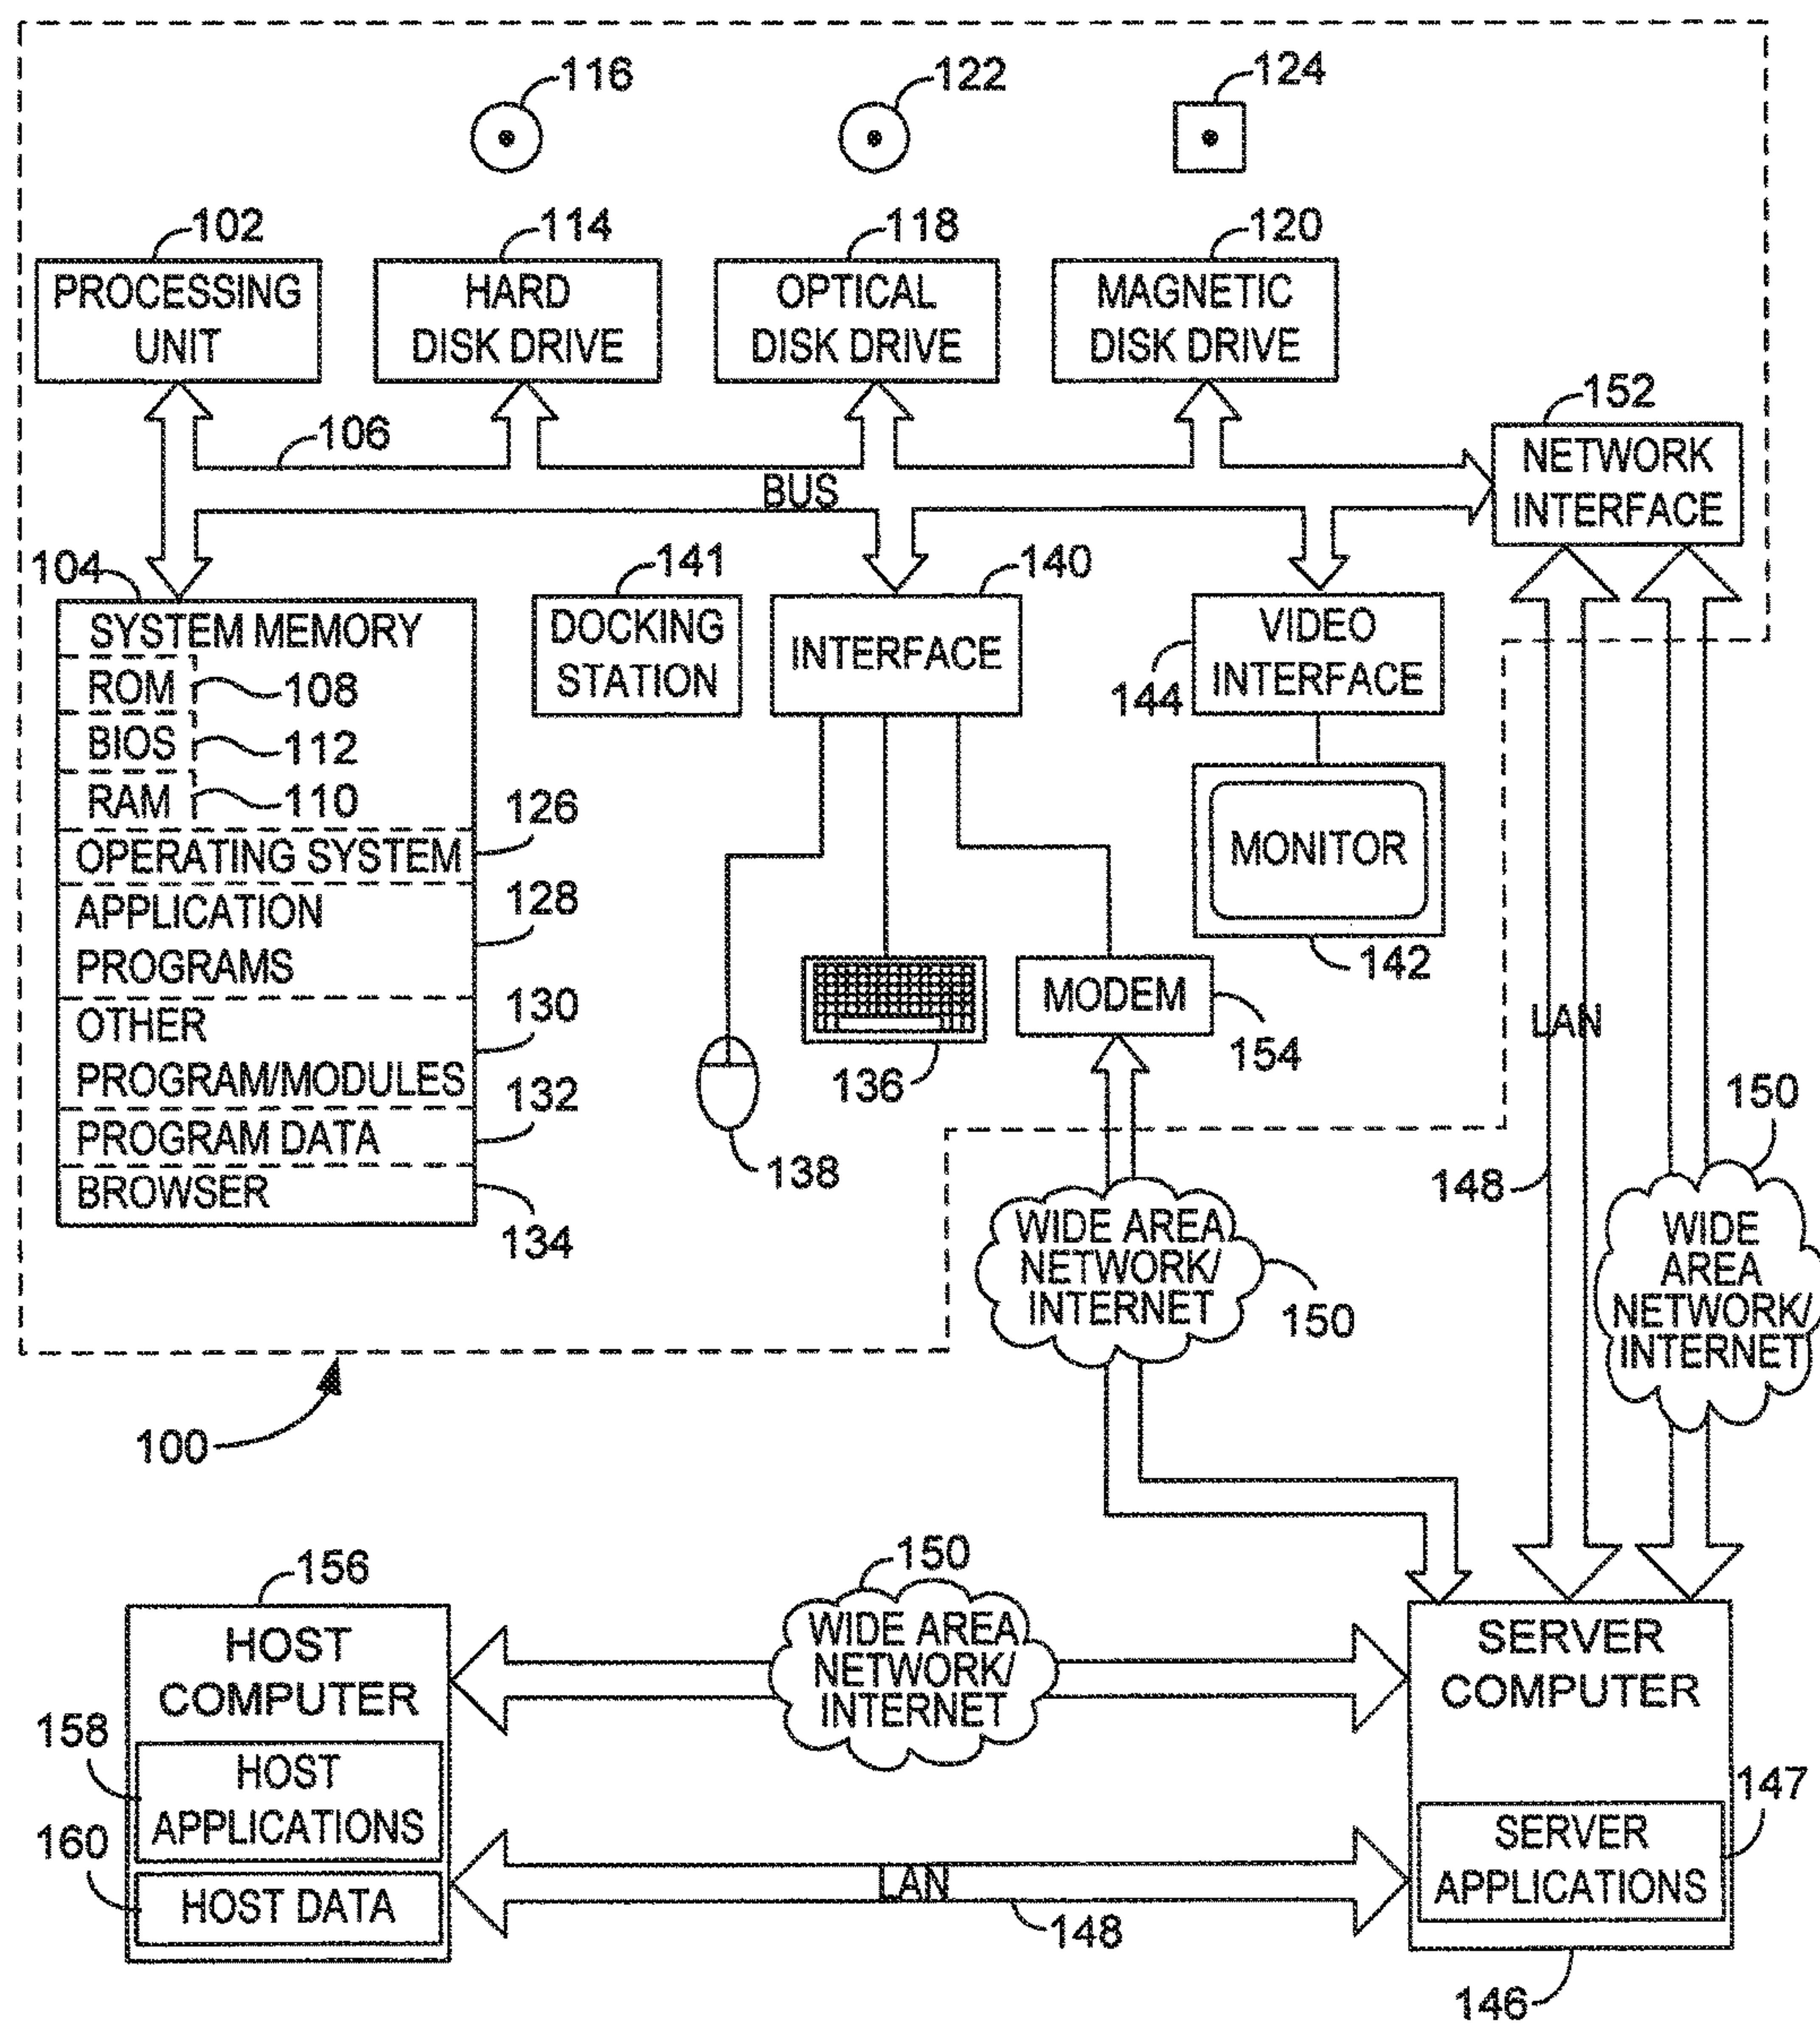 116
122
124
102
114
118
120
PROCESSING
UNIT
HARD
DISK DRIVE
OPTICAL
DISK DRIVE
MAGNETIC
DISK DRIVE
152
NETWORK
INTERFACE
106
BUS
104
SYSTEM MEMORY
ROM
108
BIOS
112
RAM
110
OPERATING SYSTEM
126
APPLICATION
PROGRAMS
128
OTHER
PROGRAM/MODULES
130
PROGRAM DATA
132
BROWSER
134
141
DOCKING
STATION
140
INTERFACE
144
VIDEO
INTERFACE
MONITOR
142
MODEM
154
136
138
LAN
148
150
WIDE
AREA
NETWORK/
INTERNET
WIDE AREA
NETWORK/
INTERNET
150
100
156
HOST
COMPUTER
158
HOST
APPLICATIONS
160
HOST DATA
150
WIDE AREA
NETWORK/
INTERNET
LAN
148
SERVER
COMPUTER
147
SERVER
APPLICATIONS
146